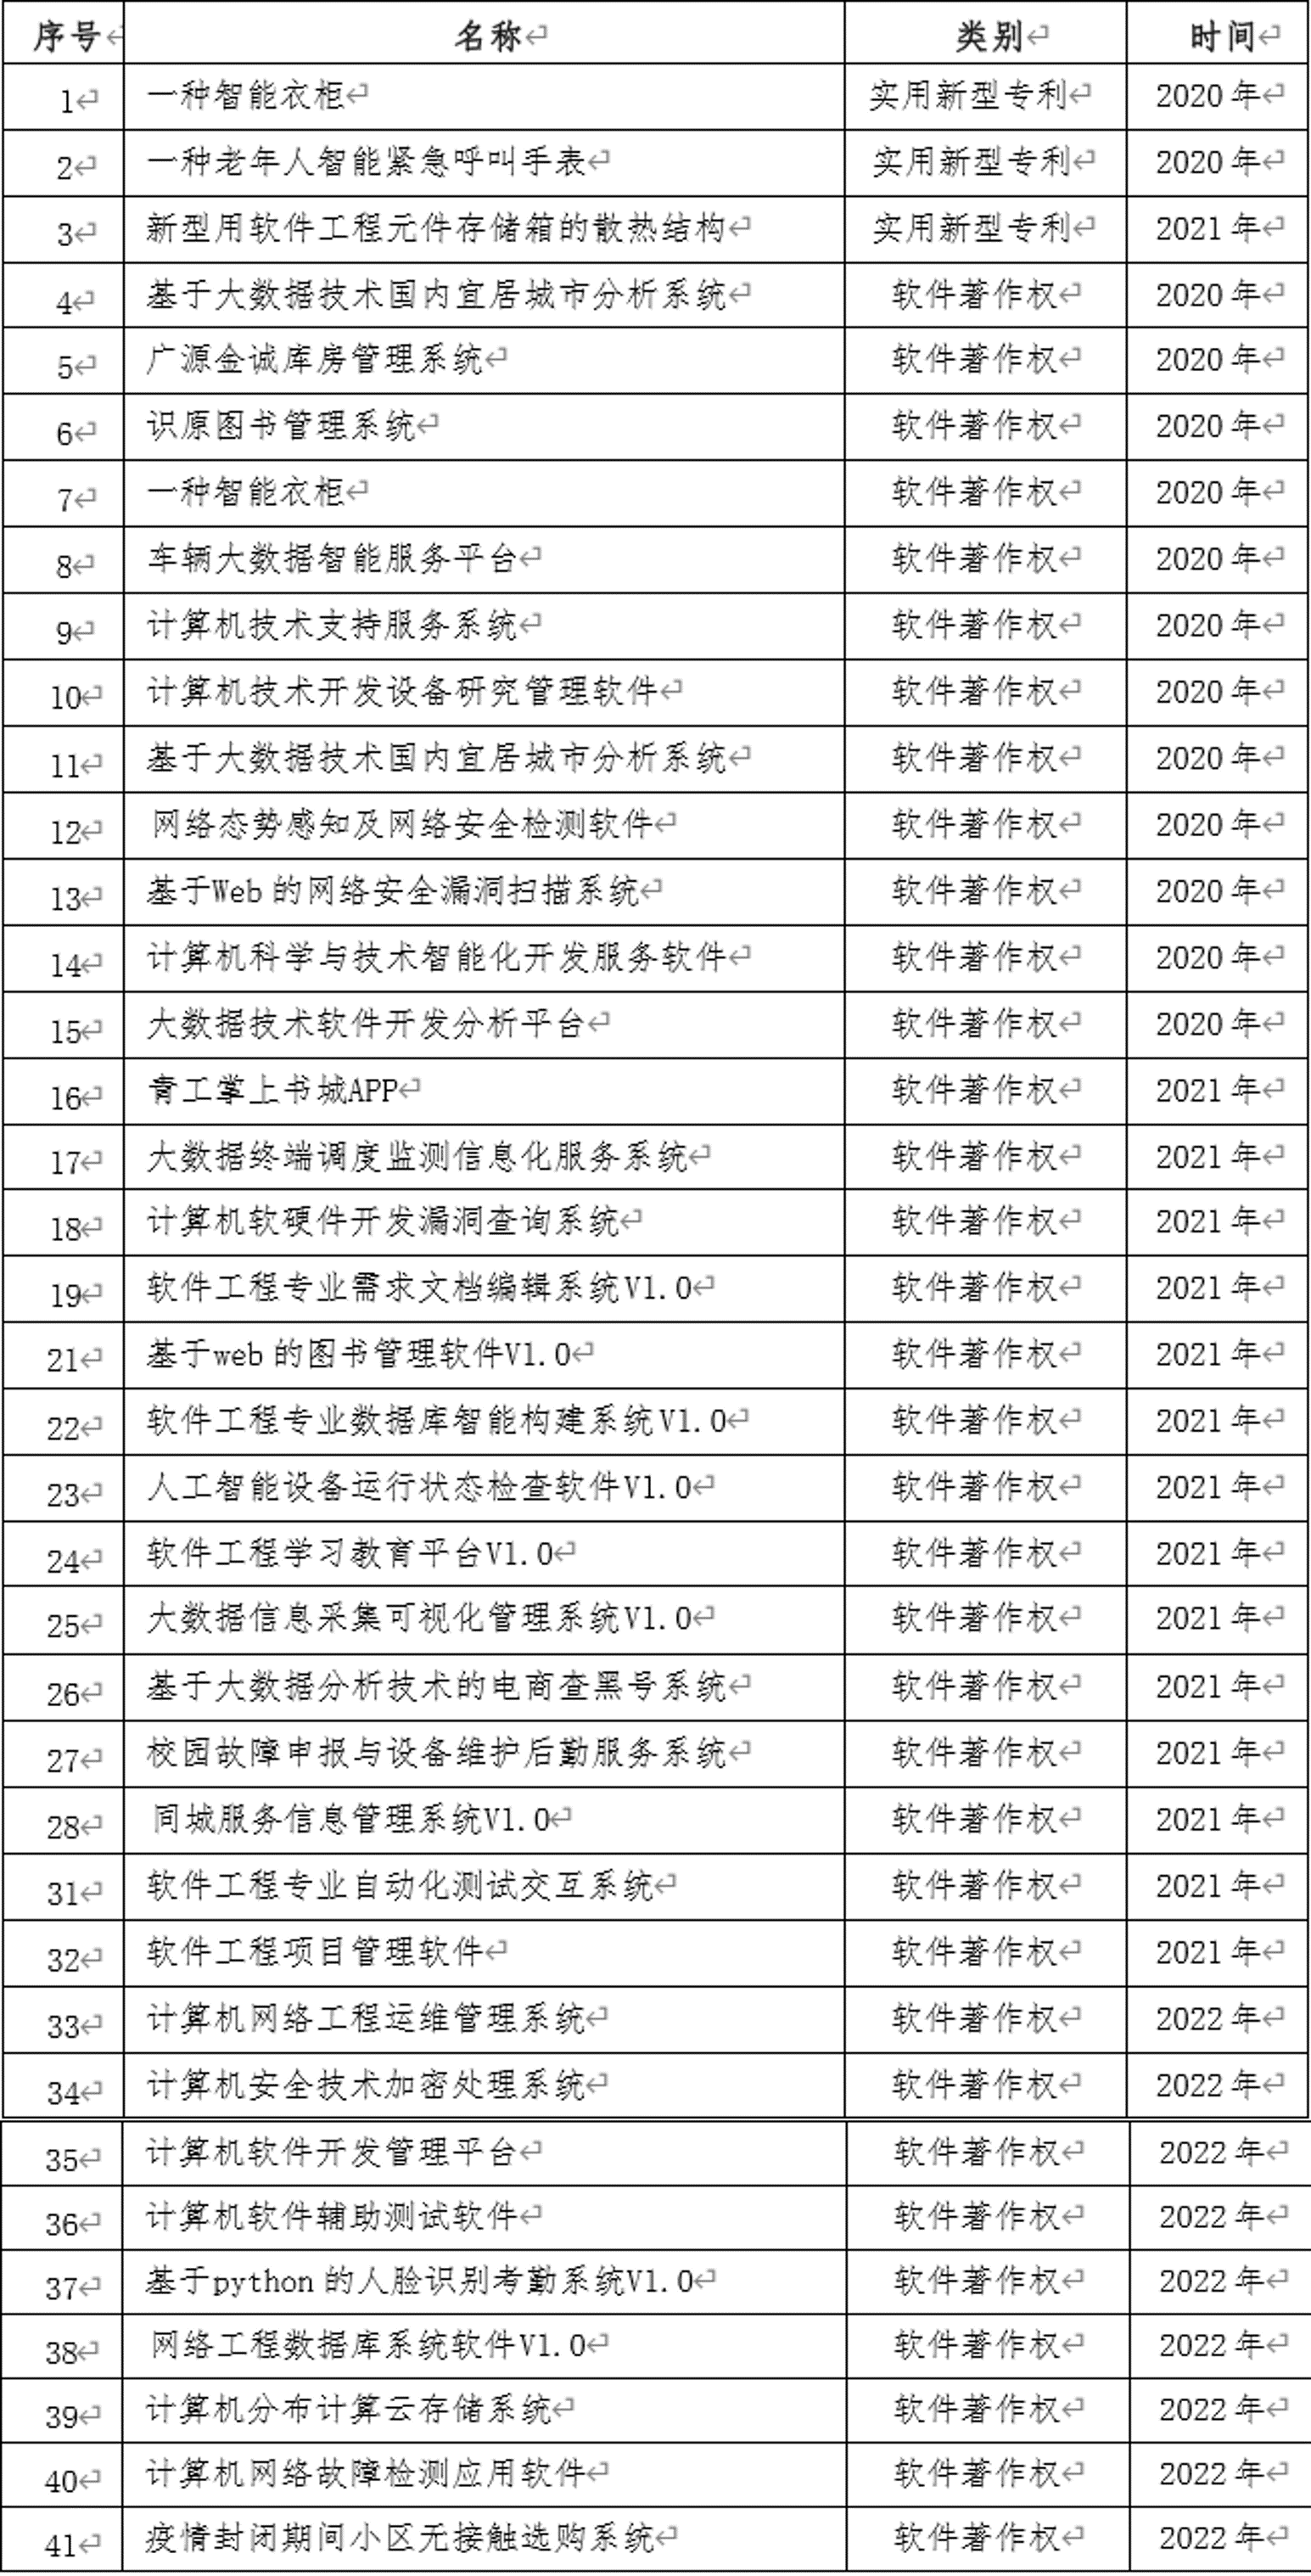 序号 名称 类别 时间
1 一种智能衣柜 实用新型专利 2020 年
2 一种老年人智能紧急呼叫手表 实用新型专利 2020 年
3 新型用软件工程元件存储箱的散热结构 实用新型专利 2021 年
4 基于大数据技术国内宜居城市分析系统 软件著作权 2020 年
5 广源金诚库房管理系统 软件著作权 2020 年
6 识原图书管理系统 软件著作权 2020 年
7 一种智能衣柜 软件著作权 2020 年
8 车辆大数据智能服务平台 软件著作权 2020 年
9 计算机技术支持服务系统 软件著作权 2020 年
10 计算机技术开发设备研究管理软件 软件著作权 2020 年
11 基于大数据技术国内宜居城市分析系统 软件著作权 2020 年
12 网络态势感知及网络安全检测软件 软件著作权 2020 年
13 基于Web 的网络安全漏洞扫描系统 软件著作权 2020 年
14 计算机科学与技术智能化开发服务软件 软件著作权 2020 年
15 大数据技术软件开发分析平台 软件著作权 2020 年
16 青工掌上书城APP 软件著作权 2021 年
17 大数据终端调度监测信息化服务系统 软件著作权 2021 年
18 计算机软硬件开发漏洞查询系统 软件著作权 2021 年
19 软件工程专业需求文档编辑系统V1.0 软件著作权 2021 年
21 基于web 的图书管理软件V1.0 软件著作权 2021 年
22 软件工程专业数据库智能构建系统V1.0 软件著作权 2021 年
23 人工智能设备运行状态检查软件V1.0 软件著作权 2021 年
24 软件工程学习教育平台V1.0 软件著作权 2021 年
25 大数据信息采集可视化管理系统V1.0 软件著作权 2021 年
26 基于大数据分析技术的电商查黑号系统 软件著作权 2021 年
27 校园故障申报与设备维护后勤服务系统 软件著作权 2021 年
28 同城服务信息管理系统V1.0 软件著作权 2021 年
31 软件工程专业自动化测试交互系统 软件著作权 2021 年
32 软件工程项目管理软件 软件著作权 2021 年
33 计算机网络工程运维管理系统 软件著作权 2022 年
34 计算机安全技术加密处理系统 软件著作权 2022 年
35 计算机软件开发管理平台 软件著作权 2022 年
36 计算机软件辅助测试软件 软件著作权 2022 年
37 基于python 的人脸识别考勤系统V1.0 软件著作权 2022 年
38 网络工程数据库系统软件V1.0 软件著作权 2022 年
39 计算机分布计算云存储系统 软件著作权 2022 年
40 计算机网络故障检测应用软件 软件著作权 2022 年
41 疫情封闭期间小区无接触选购系统 软件著作权 2022 年